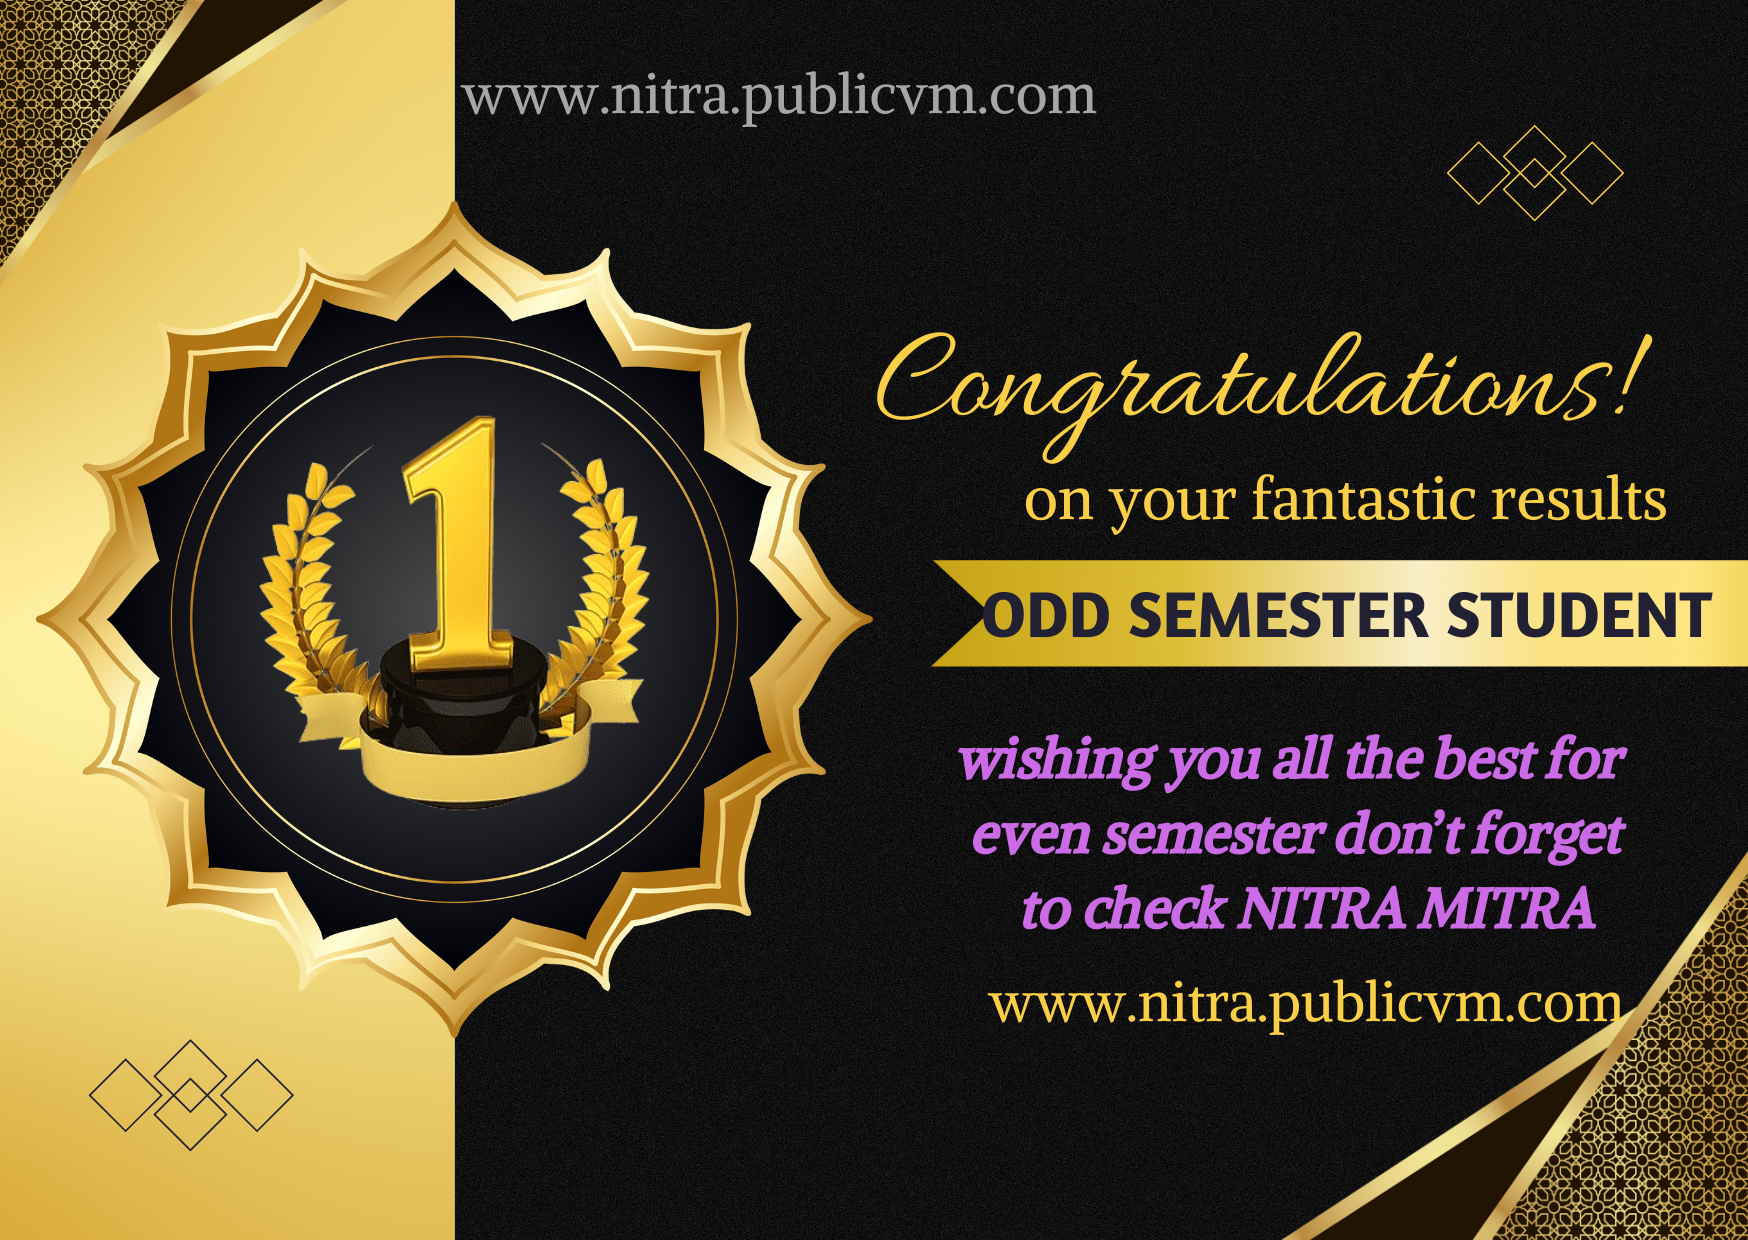 www.nitra.publicvm.com
Congratulations!
on your fantastic results
ODD SEMESTER STUDENT
1
wishing you all the best for
even semester don't forget
to check NITRA MITRA
www.nitra.publicvm.com